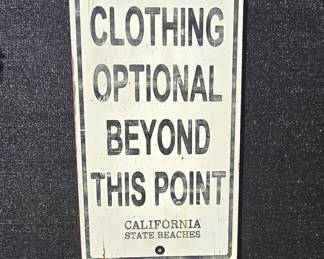 CLOTHING
OPTIONAL
BEYOND
THIS POINT
CALIFORNIA
STATE BEACHES